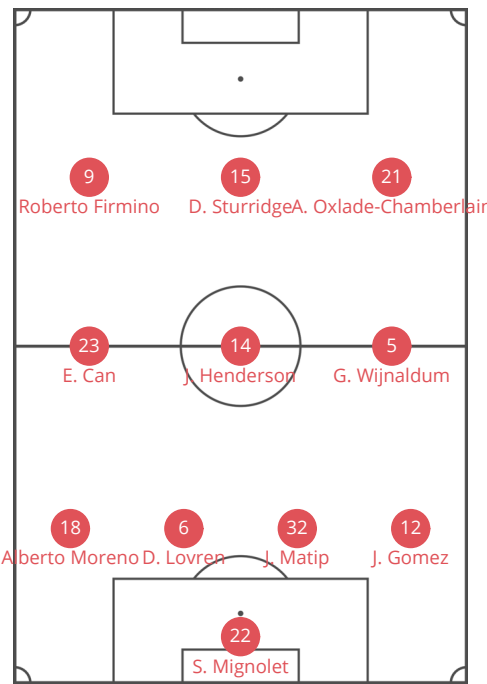 9 15 21
Roberto Firmino D. Sturridge A. Oxlade-Chamberlain
23 14 5
E. Can J. Henderson G. Wijnaldum
18 6 32 12
Alberto Moreno D. Lovren J. Matip J. Gomez
22
S. Mignolet